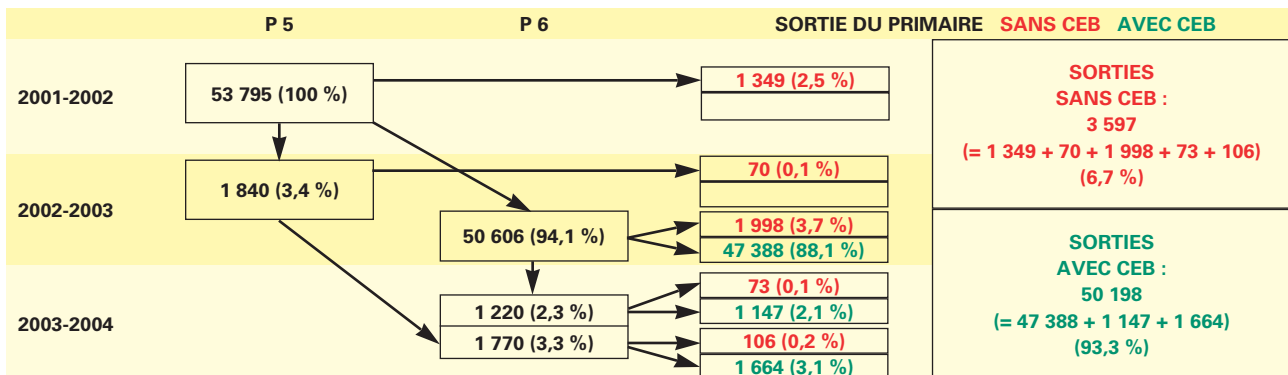 P 5 P 6 SORTIE DU PRIMAIRE SANS CEB AVEC CEB
2001-2002
53 795 (100 %)
1 349 (2,5 %)
2002-2003
1 840 (3,4 %)
70 (0,1 %)
50 606 (94,1 %)
1 998 (3,7 %)
47 388 (88,1 %)
2003-2004
1 220 (2,3 %)
73 (0,1 %)
1 147 (2,1 %)
1 770 (3,3 %)
106 (0,2 %)
1 664 (3,1 %)
SORTIES
SANS CEB :
3 597
(= 1 349 + 70 + 1 998 + 73 + 106)
(6,7 %)
SORTIES
AVEC CEB :
50 198
(= 47 388 + 1 147 + 1 664)
(93,3 %)